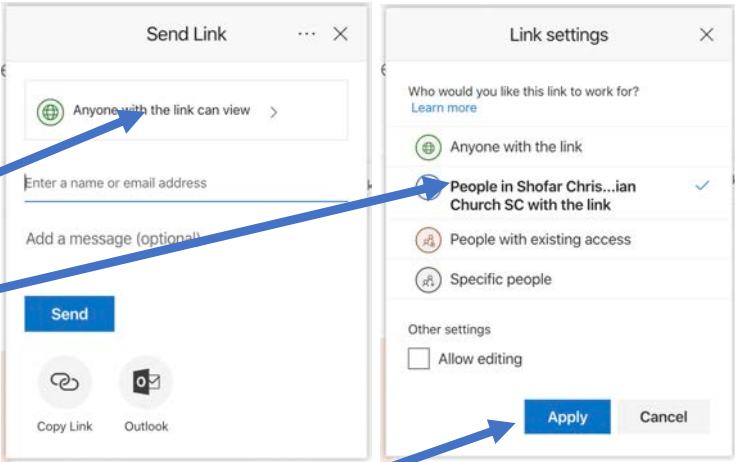 Send Link
Anyone with the link can view
Enter a name or email address
Add a message (optional)
Send
Copy Link
Outlook
Link settings
Who would you like this link to work for?
Learn more
Anyone with the link
People in Shofar Chris...ian
Church SC with the link
People with existing access
Specific people
Other settings
Allow editing
Apply
Cancel